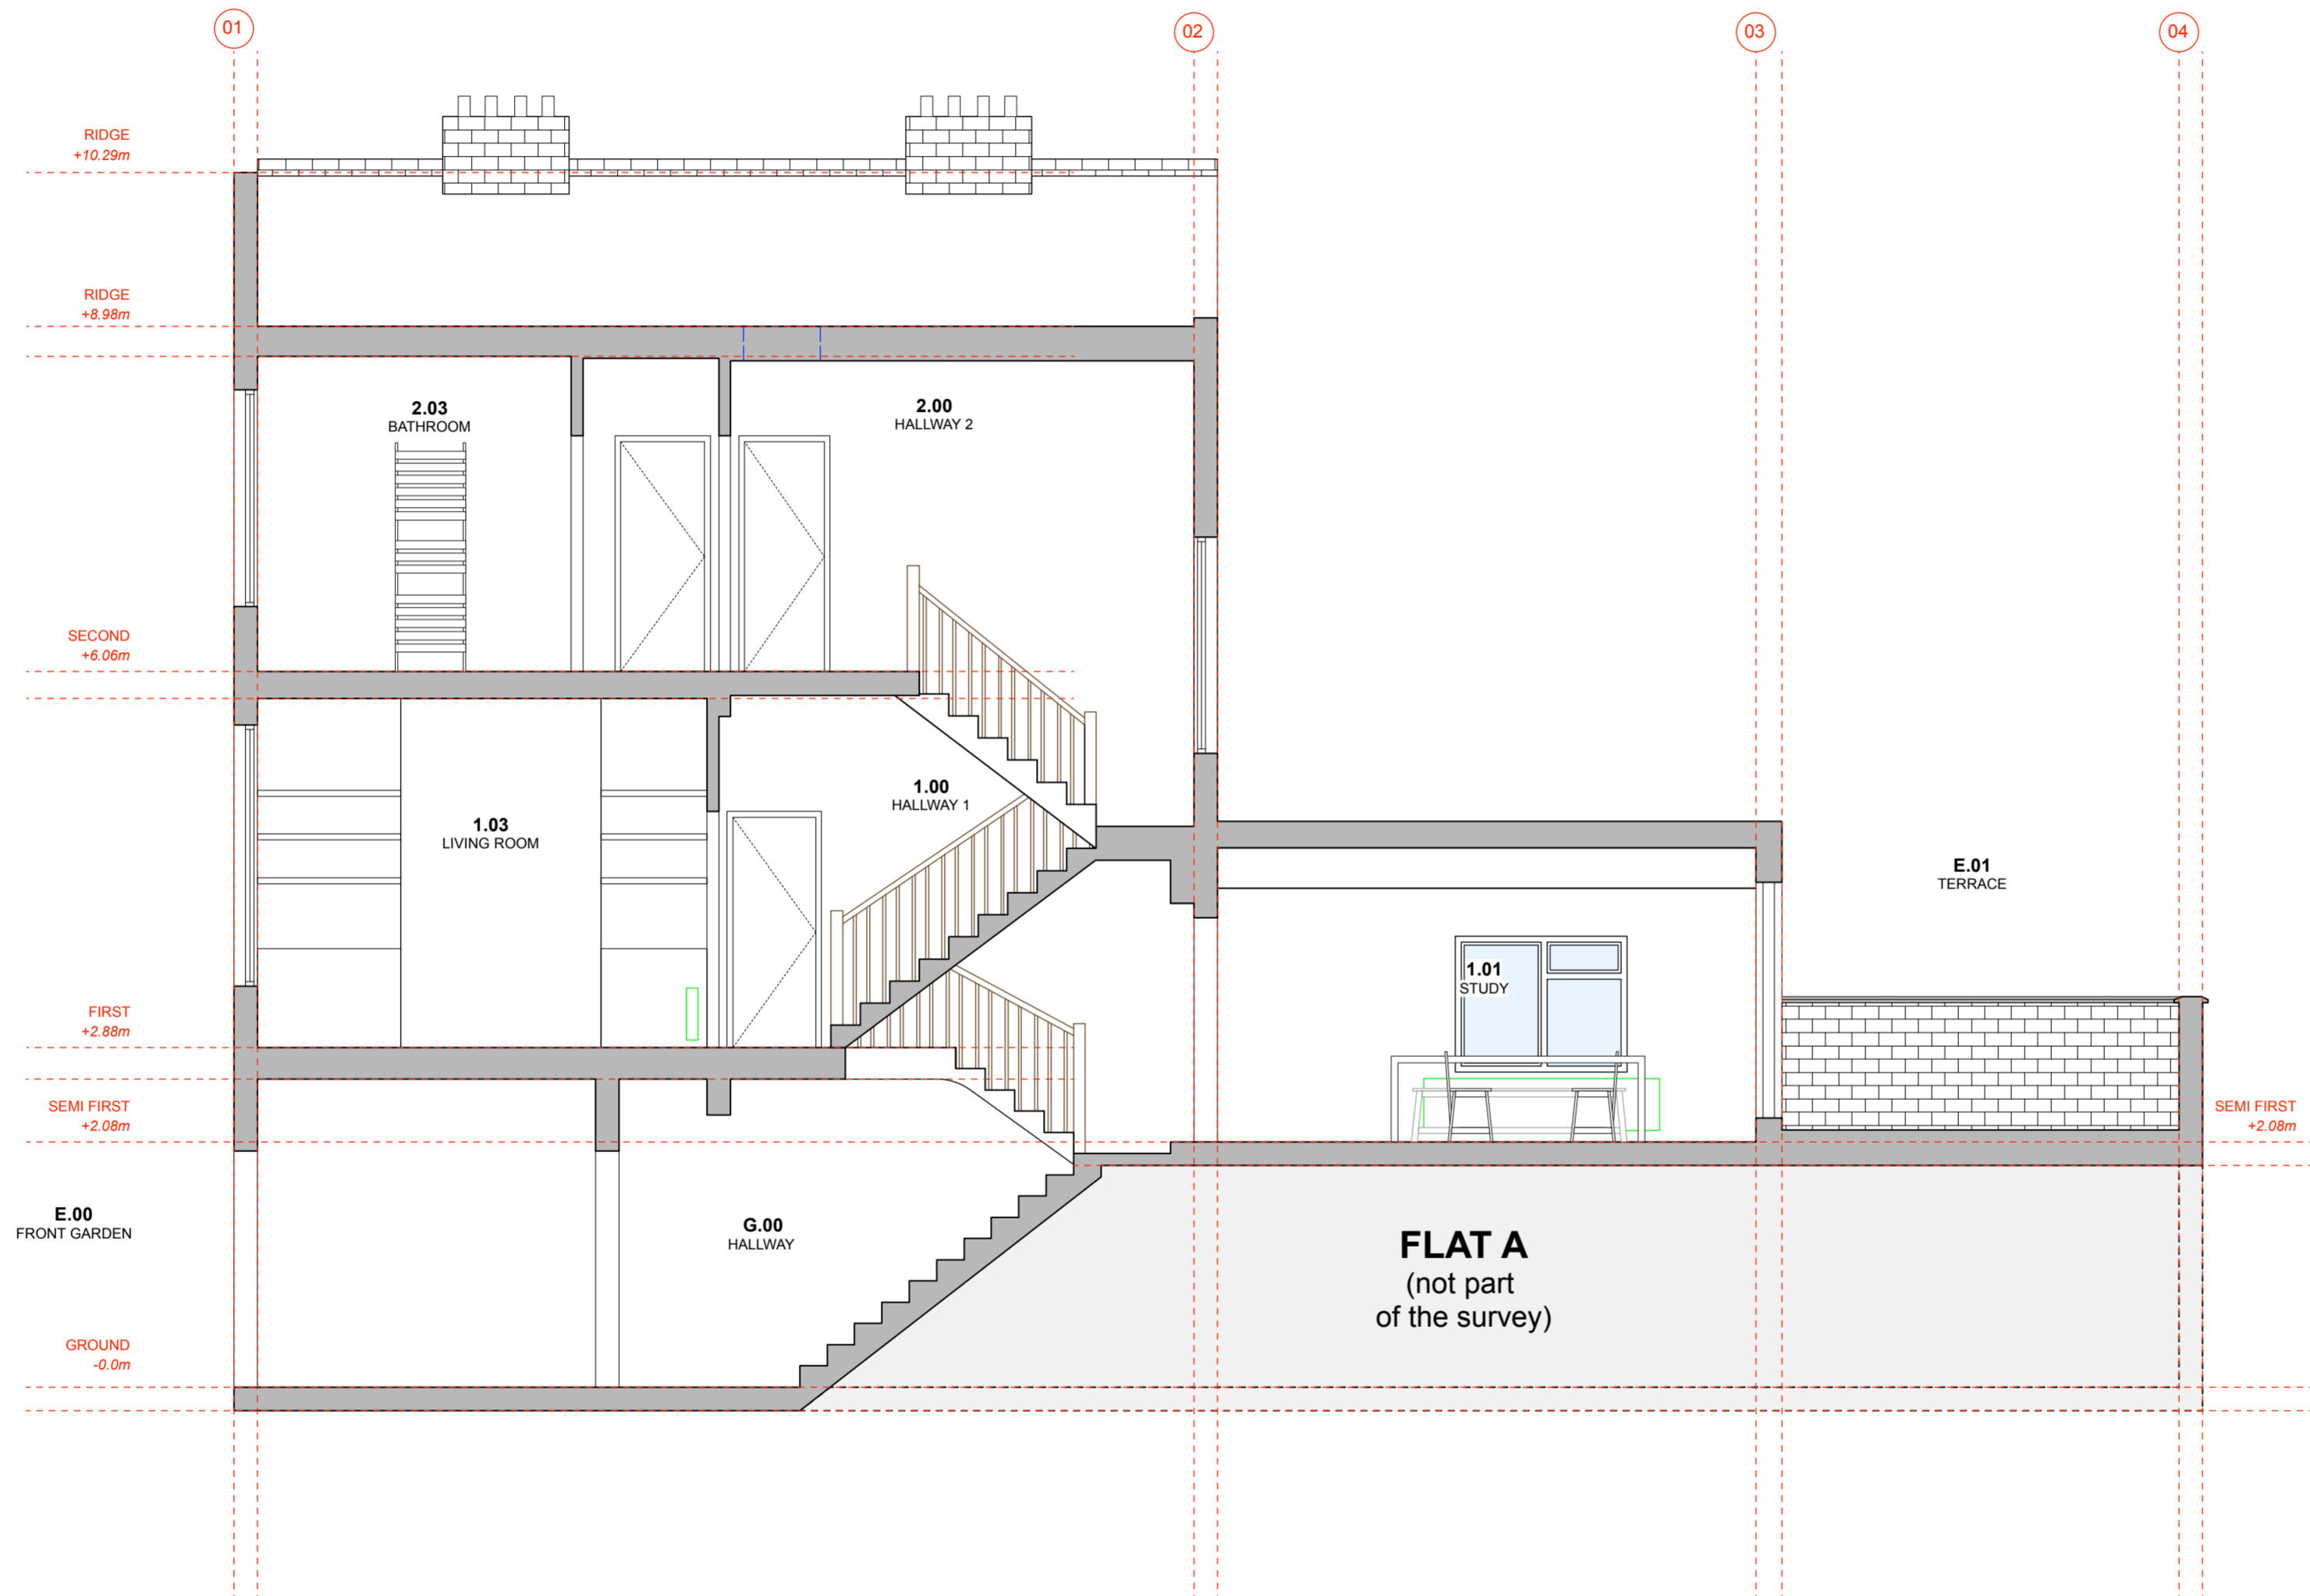 01
02
03
04
RIDGE
+10.29m
RIDGE
+8.98m
2.03
BATHROOM
2.00
HALLWAY 2
SECOND
+6.06m
1.00
HALLWAY 1
1.03
LIVING ROOM
E.01
TERRACE
1.01
STUDY
FIRST
+2.88m
SEMI FIRST
+2.08m
SEMI FIRST
+2.08m
E.00
FRONT GARDEN
G.00
HALLWAY
FLAT A
(not part
of the survey)
GROUND
-0.0m